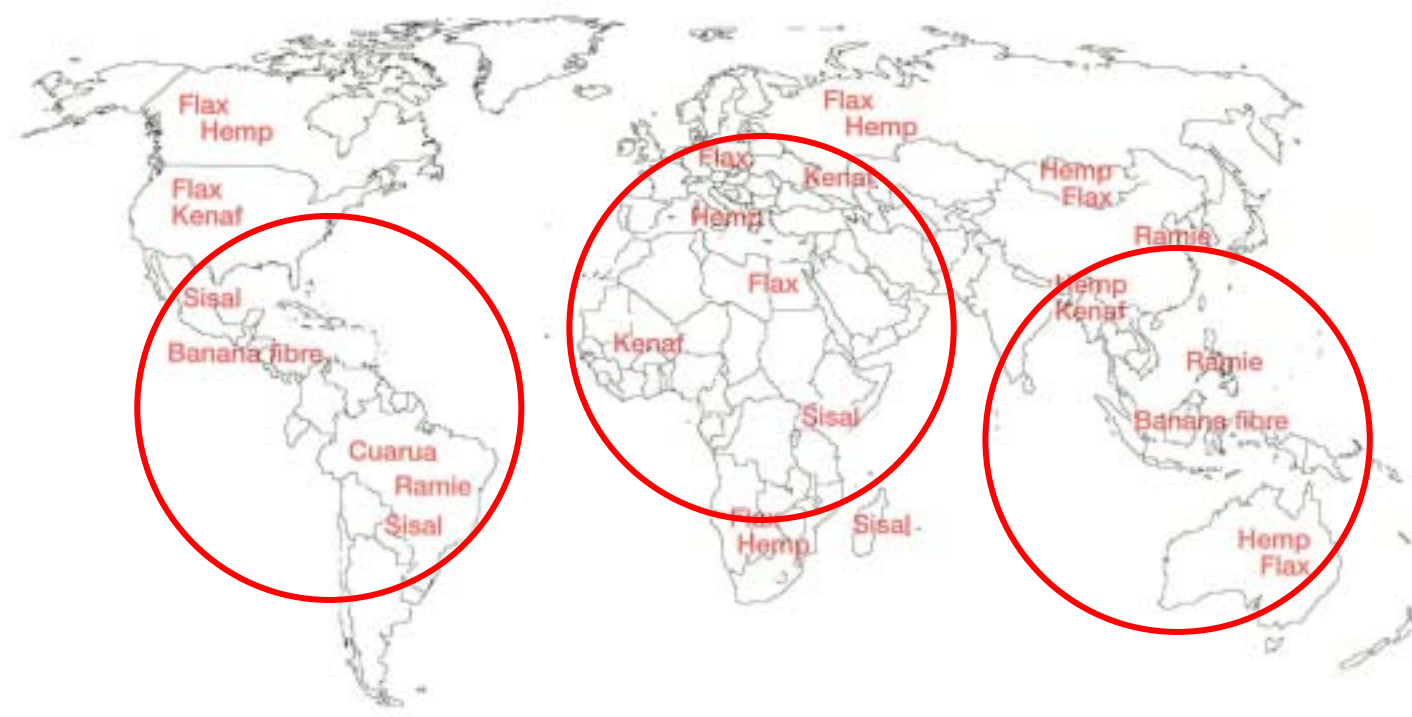 Flax
Hemp
Flax
Kenaf
Sisal
Banana fibre
Cuarua
Ramie
Sisal
Flax
Hemp
Flax
Kenaf
Hemp
Flax
Kenaf
Sisal
Flax
Hemp
Sisal
Hemp
Flax
Ramie
Hemp
Kenaf
Ramie
Banana fibre
Hemp
Flax